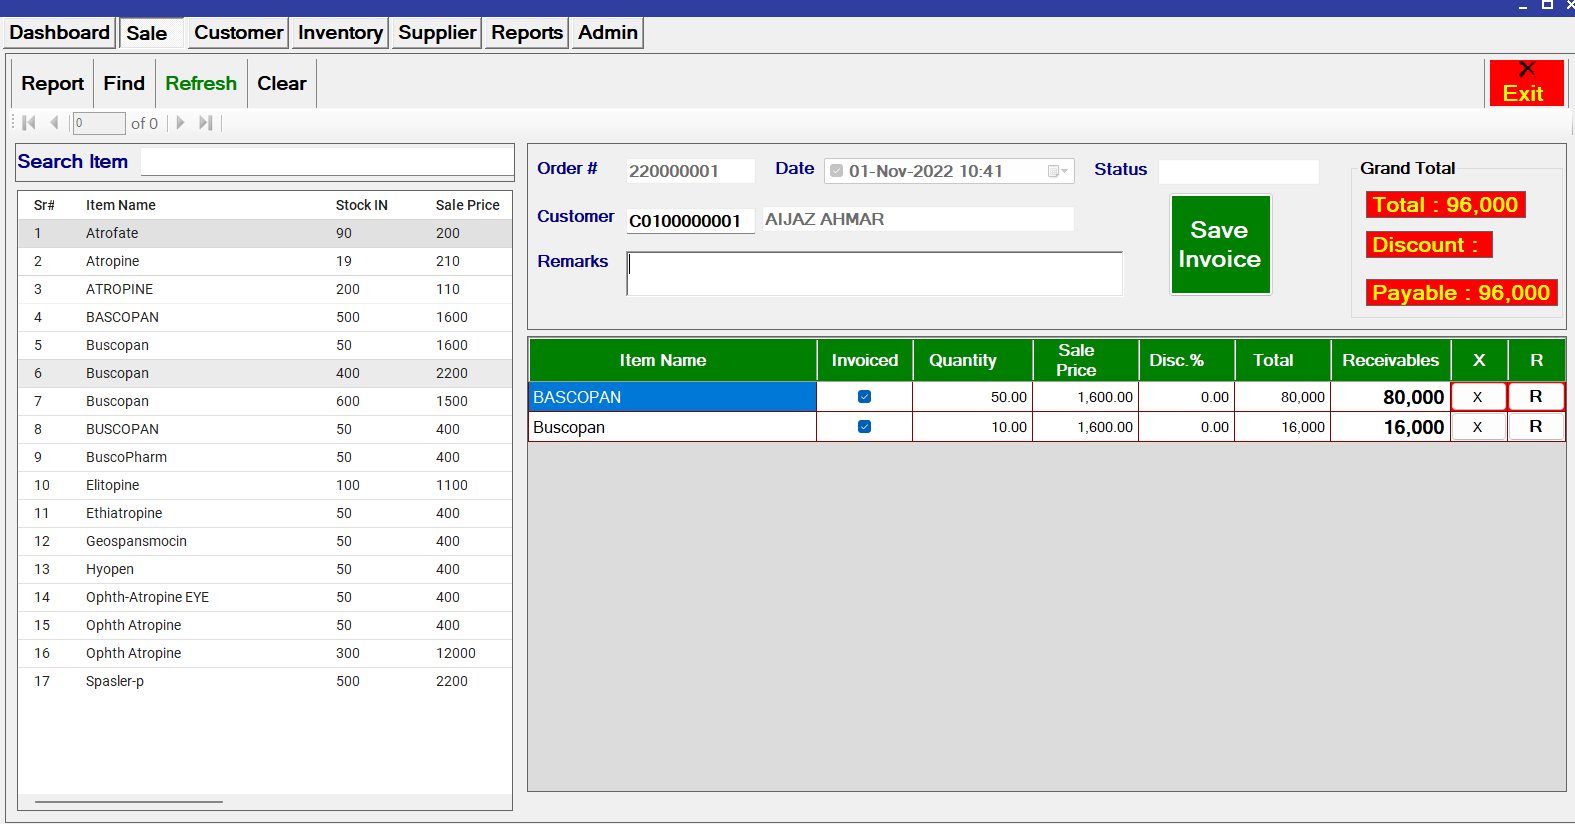 Dashboard Sale Customer Inventory Supplier Reports Admin
Report Find Refresh Clear
X
Exit
0 of 0
Search Item
Sr# Item Name Stock IN Sale Price
1 Atrofate 90 200
2 Atropine 19 210
3 ATROPINE 200 110
4 BASCOPAN 500 1600
5 Buscopan 50 1600
6 Buscopan 400 2200
7 Buscopan 600 1500
8 BUSCOPAN 50 400
9 BuscoPharm 50 400
10 Elitopine 100 1100
11 Ethiatropine 50 400
12 Geospansmocin 50 400
13 Hyopen 50 400
14 Ophth-Atropine EYE 50 400
15 Ophth Atropine 50 400
16 Ophth Atropine 300 12000
17 Spasler-p 500 2200
Order # 220000001 Date 01-Nov-2022 10:41 Status
Customer C0100000001 AIJAZ AHMAR
Remarks
Save
Invoice
Grand Total
Total : 96,000
Discount :
Payable : 96,000
Item Name Invoiced Quantity Sale Price Disc.% Total Receivables X R
BASCOPAN 50.00 1,600.00 0.00 80,000 80,000 X R
Buscopan 10.00 1,600.00 0.00 16,000 16,000 X R